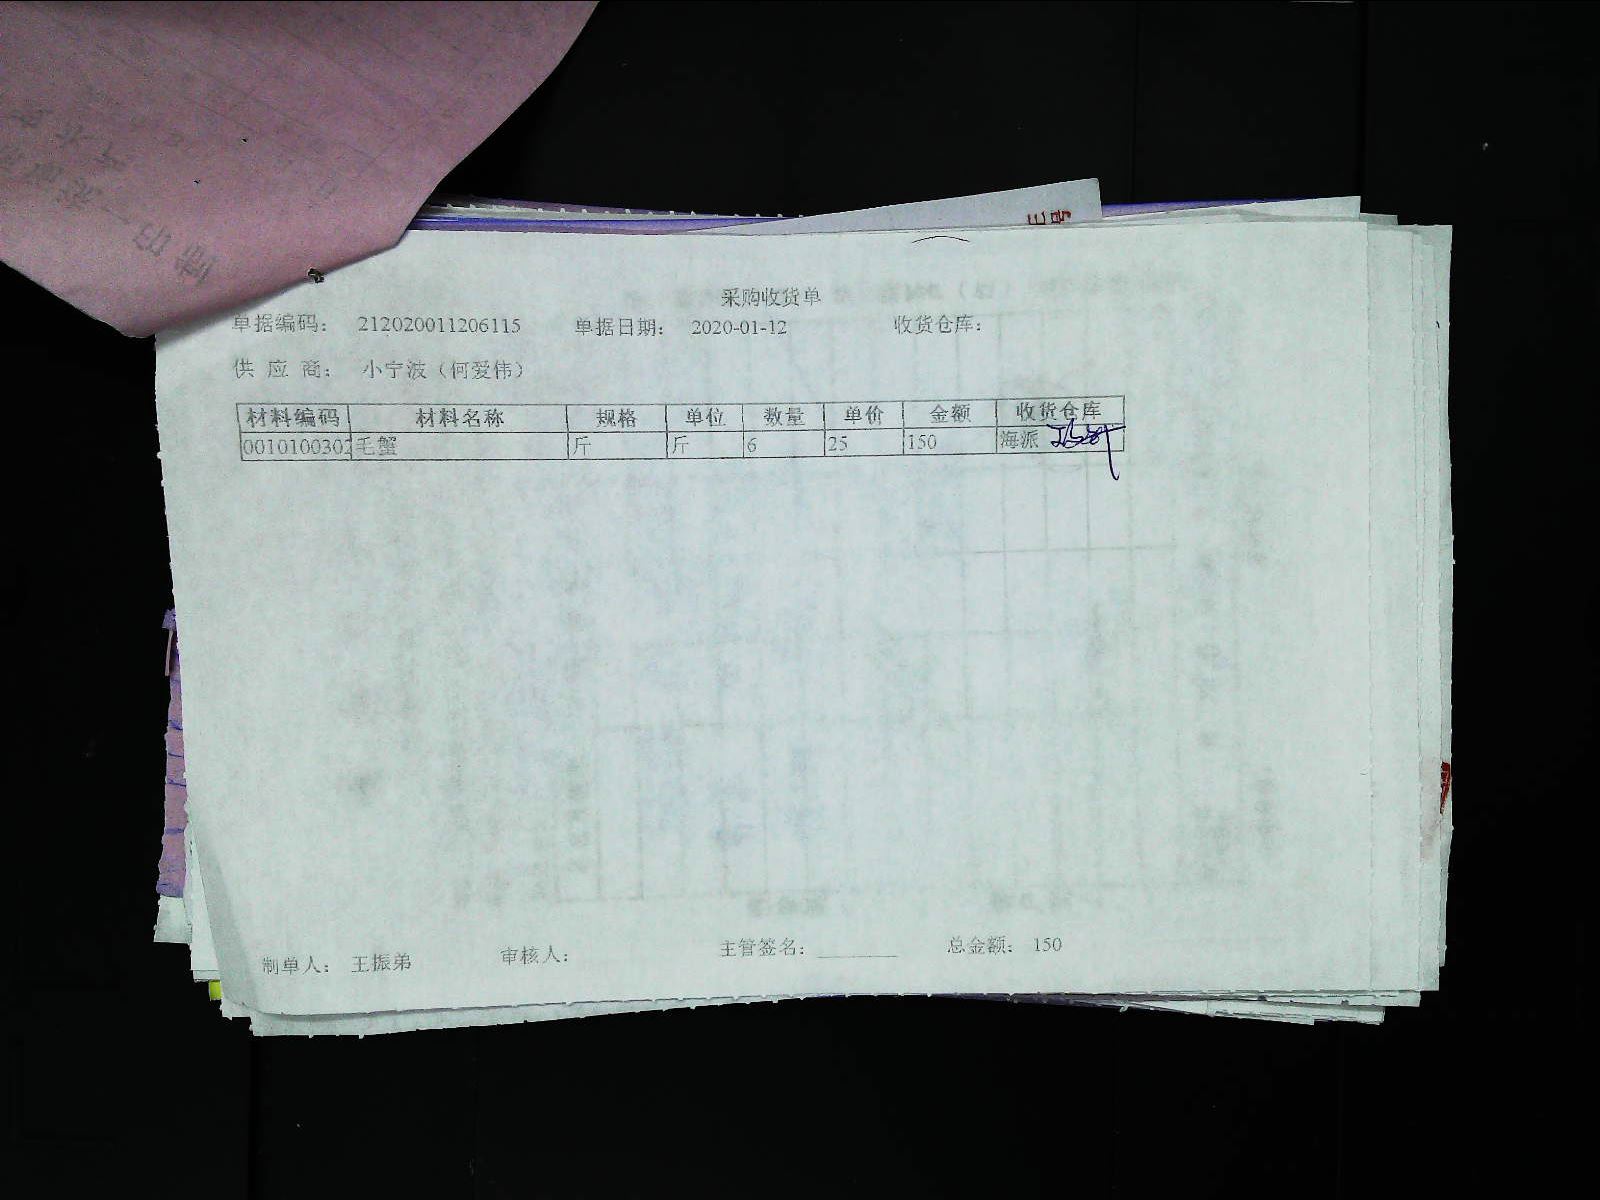 采购收货单
单据编码： 212020011206115 单据日期： 2020-01-12 收货仓库：
供 应 商： 小宁波（何爱伟）
材料编码 材料名称 规格 单位 数量 单价 金额 收货仓库
0010100302 毛蟹 斤 斤 6 25 150 海派
制单人： 王振弟 审核人： 主管签名： 总金额： 150